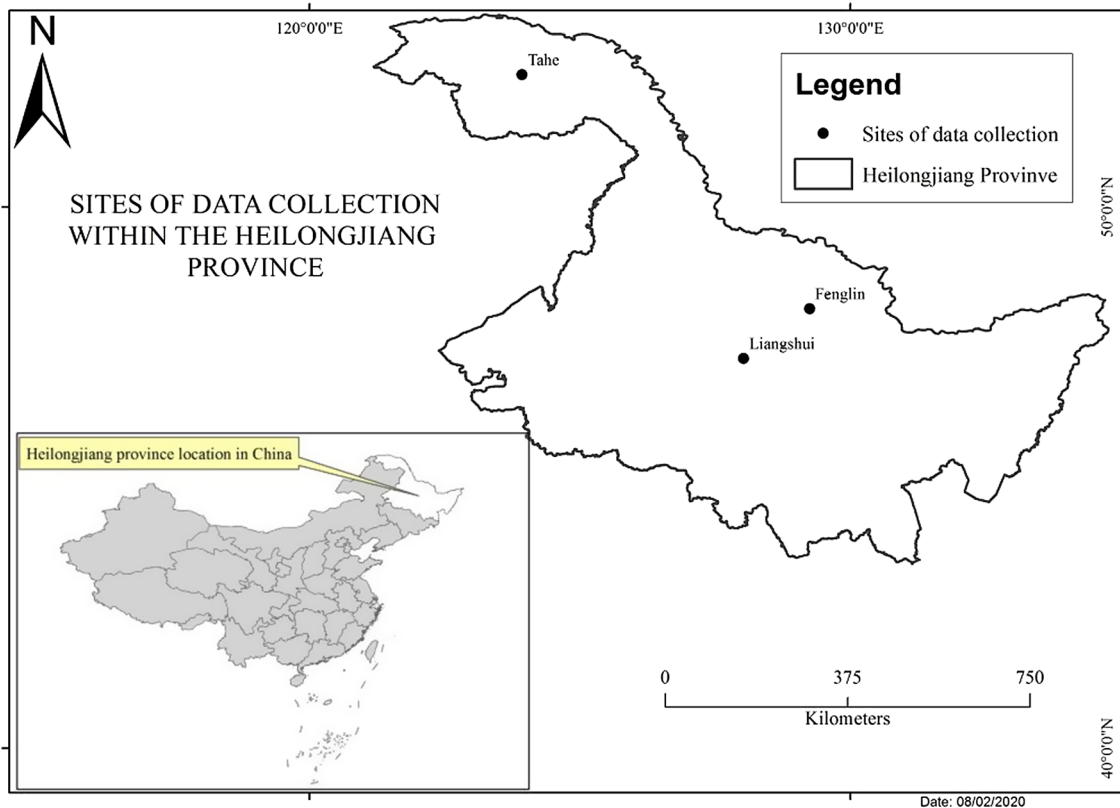 N
120°0'0"E
130°0'0"E
Tahe
Legend
Sites of data collection
Heilongjiang Provinve
50°0'0"N
SITES OF DATA COLLECTION
WITHIN THE HEILONGJIANG
PROVINCE
Fenglin
Liangshui
Heilongjiang province location in China
0
375
750
Kilometers
40°0'0"N
Date: 08/02/2020